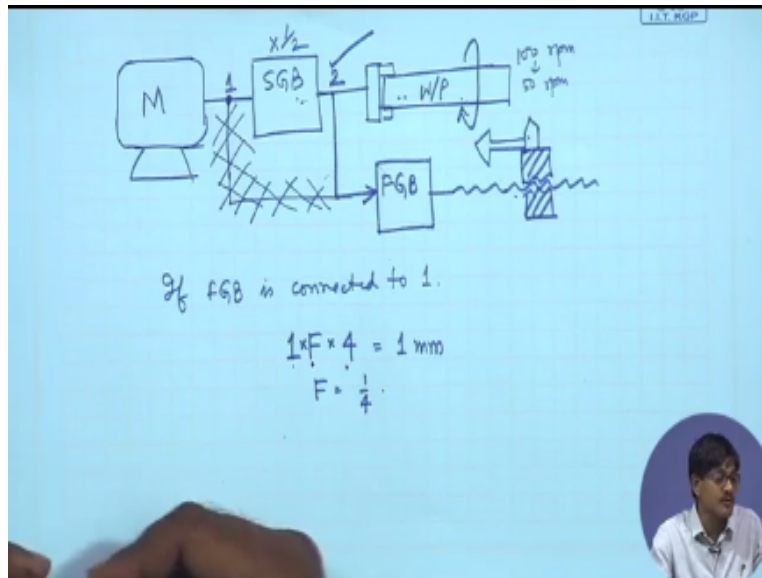 I.I.T. KGP
x 1/2
100 rpm
50 rpm
M
1
SGB
2
W/P
FGB
If FGB is connected to 1.
1 x F x 4 = 1 mm
F = 1/4 .